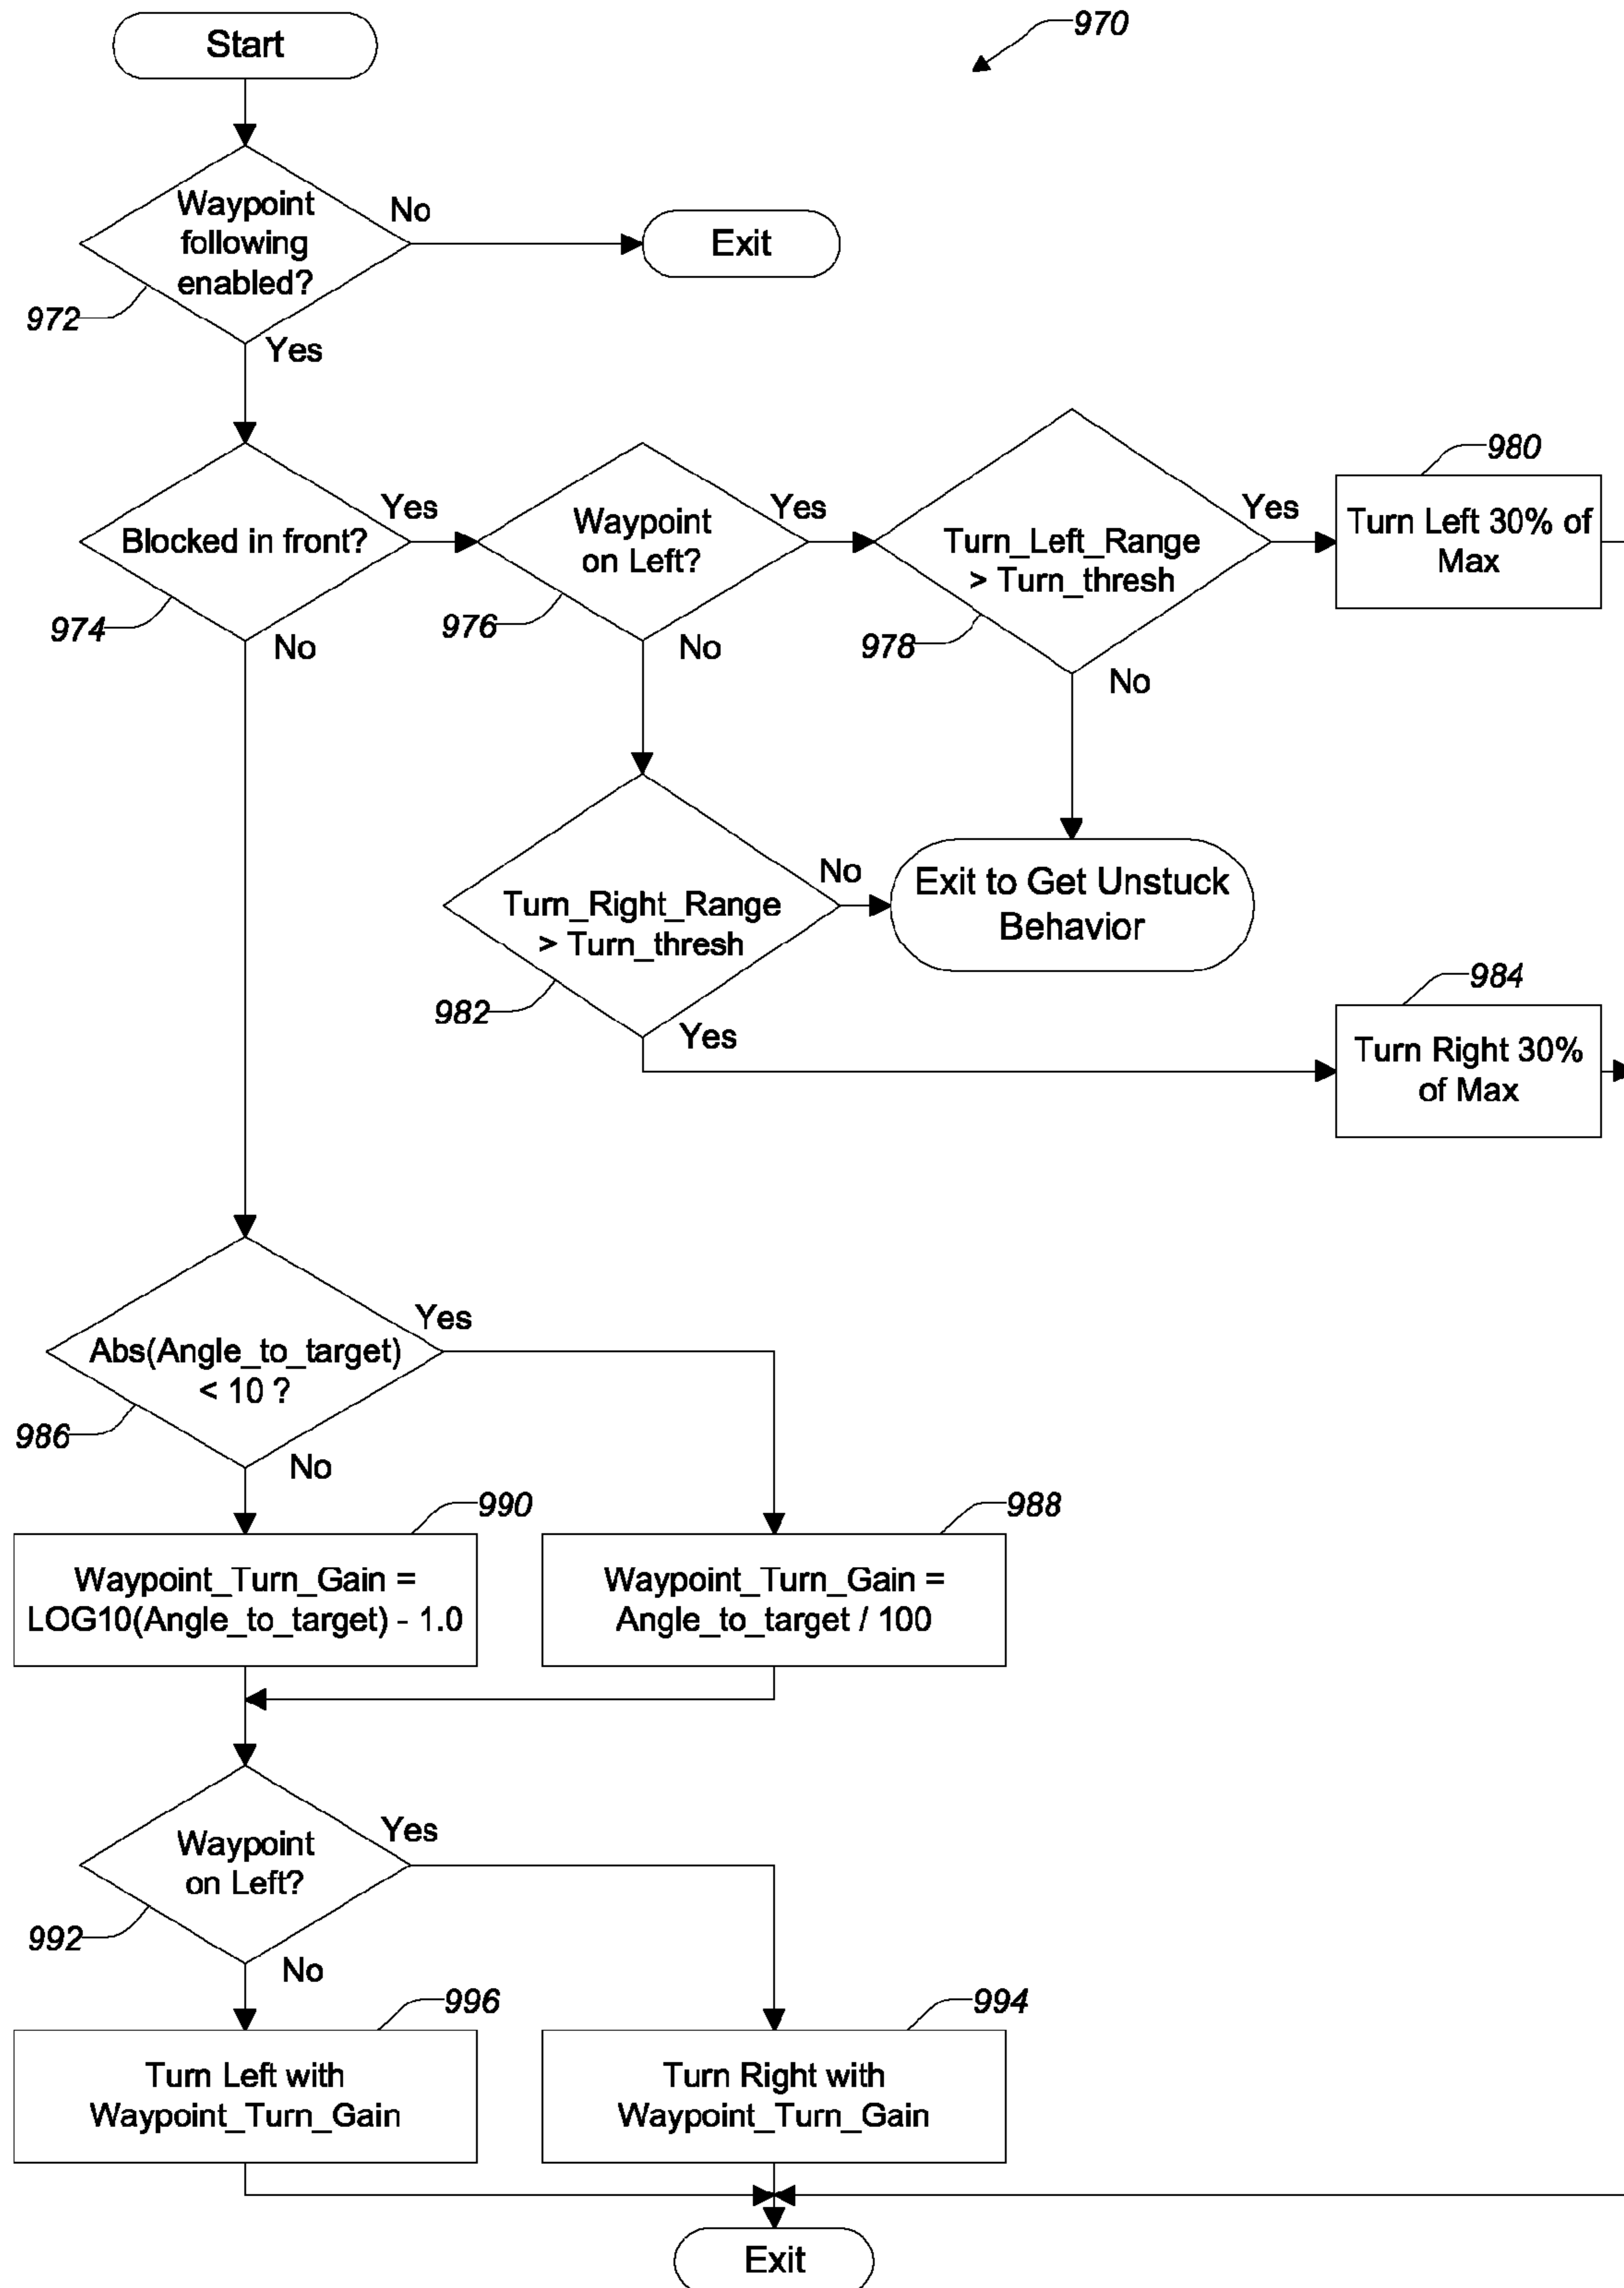 970
Start
Waypoint
following
enabled?
No
Exit
972
Yes
Blocked in front?
Yes
974
No
Waypoint
on Left?
Yes
976
No
Turn_Left_Range
> Turn_thresh
Yes
978
No
980
Turn Left 30% of
Max
Turn_Right_Range
> Turn_thresh
No
982
Yes
Exit to Get Unstuck
Behavior
984
Turn Right 30%
of Max
Abs(Angle_to_target)
< 10 ?
Yes
986
No
990
Waypoint_Turn_Gain =
LOG10(Angle_to_target) - 1.0
988
Waypoint_Turn_Gain =
Angle_to_target / 100
Waypoint
on Left?
Yes
992
No
996
Turn Left with
Waypoint_Turn_Gain
994
Turn Right with
Waypoint_Turn_Gain
Exit